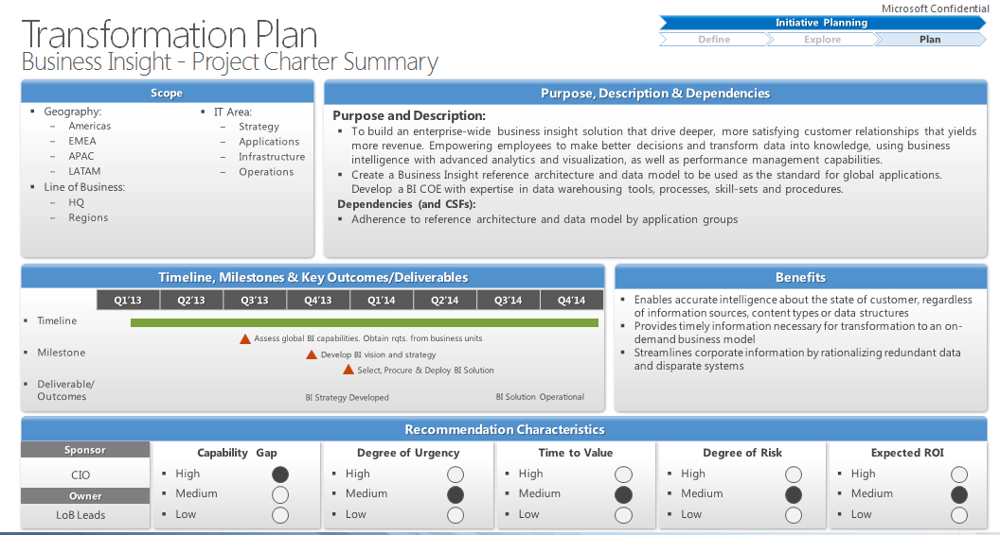 Microsoft Confidential
Transformation Plan
Business Insight - Project Charter Summary
Initiative Planning
Define
Explore
Plan
Scope
Geography:
– Americas
– EMEA
– APAC
– LATAM
Line of Business:
– HQ
– Regions
IT Area:
– Strategy
– Applications
– Infrastructure
– Operations
Purpose, Description & Dependencies
Purpose and Description:
To build an enterprise-wide business insight solution that drive deeper, more satisfying customer relationships that yields
more revenue. Empowering employees to make better decisions and transform data into knowledge, using business
intelligence with advanced analytics and visualization, as well as performance management capabilities.
Create a Business Insight reference architecture and data model to be used as the standard for global applications.
Develop a BI COE with expertise in data warehousing tools, processes, skill-sets and procedures.
Dependencies (and CSFs):
Adherence to reference architecture and data model by application groups
Timeline, Milestones & Key Outcomes/Deliverables
Q1'13 Q2'13 Q3'13 Q4'13 Q1'14 Q2'14 Q3'14 Q4'14
Timeline
Assess global BI capabilities. Obtain rqts. from business units
Milestone
Develop BI vision and strategy
Select, Procure & Deploy BI Solution
Deliverable/
Outcomes
BI Strategy Developed
BI Solution Operational
Benefits
Enables accurate intelligence about the state of customer, regardless
of information sources, content types or data structures
Provides timely information necessary for transformation to an on-
demand business model
Streamlines corporate information by rationalizing redundant data
and disparate systems
Recommendation Characteristics
Sponsor
CIO
Owner
LoB Leads
Capability Gap
High
Medium
Low
Degree of Urgency
High
Medium
Low
Time to Value
High
Medium
Low
Degree of Risk
High
Medium
Low
Expected ROI
High
Medium
Low